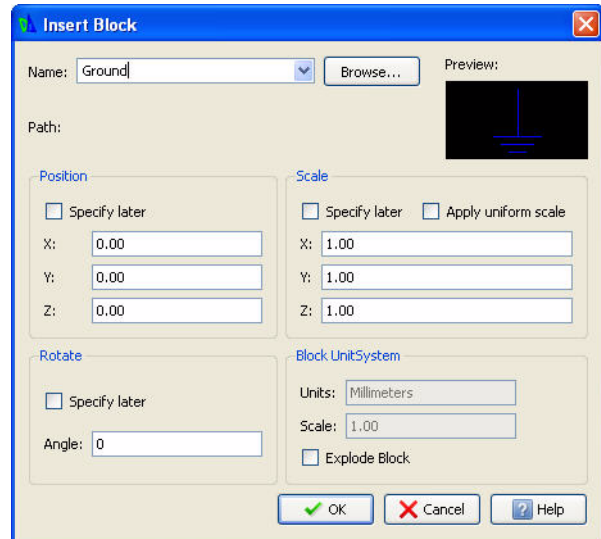 Insert Block
Name: Ground Browse... Preview:
Path:
Position
Specify later
X: 0.00
Y: 0.00
Z: 0.00
Scale
Specify later Apply uniform scale
X: 1.00
Y: 1.00
Z: 1.00
Rotate
Specify later
Angle: 0
Block UnitSystem
Units: Millimeters
Scale: 1.00
Explode Block
OK Cancel Help